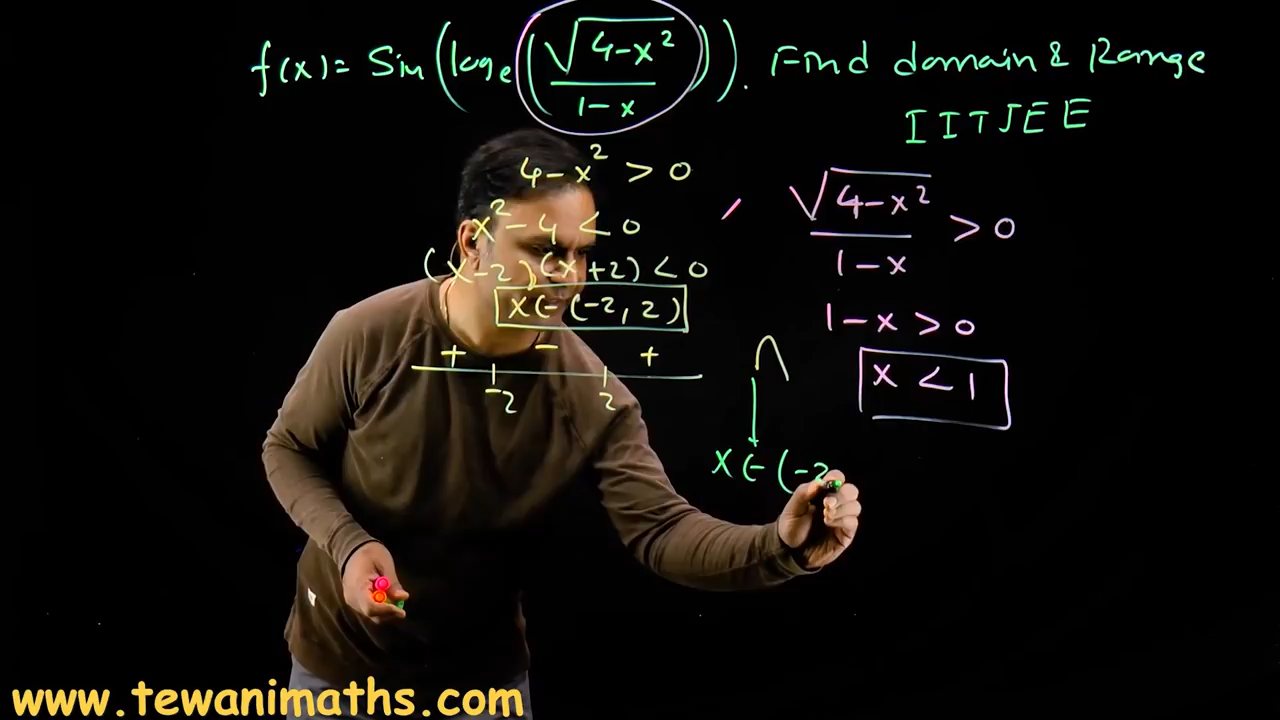 f(x)= Sin(loge(√4-x²/1-x)). Find domain & Range
IITJEE
4-x² > 0
x²-4 < 0
(x-2)(x+2) < 0
x ∈ (-2, 2)
+ - +
-2 2
√4-x²/1-x > 0
1-x > 0
x < 1
∩
x ∈ (-2
www.tewanimaths.com